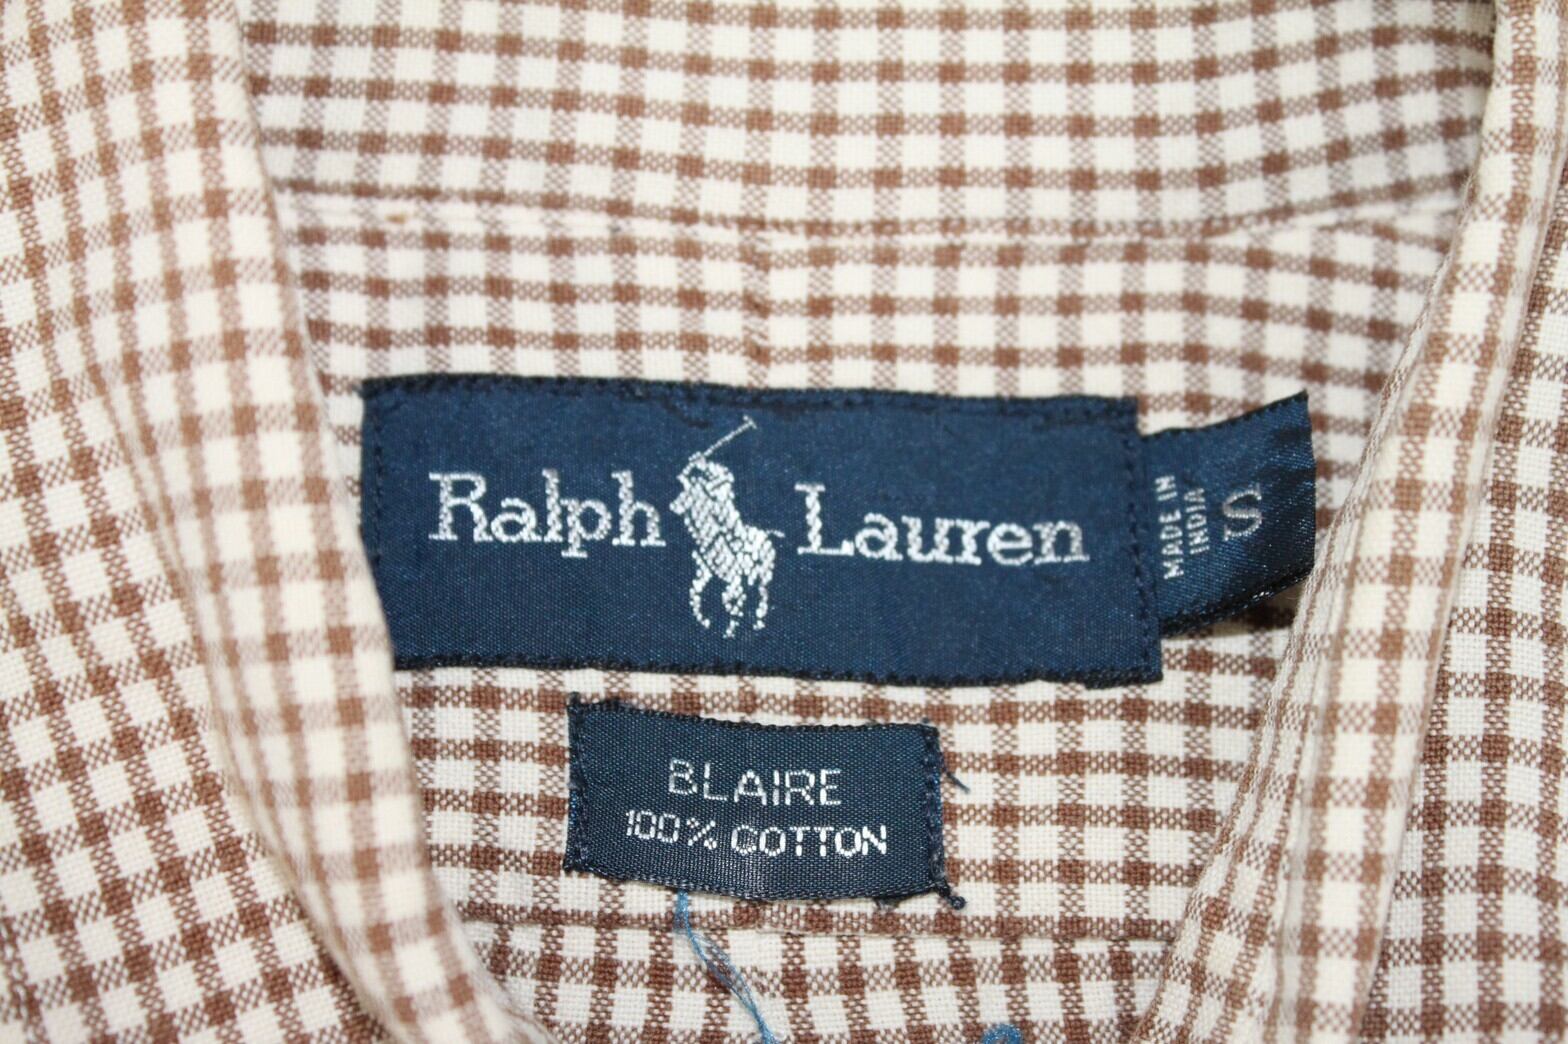 Ralph Lauren
MADE IN
INDIA
S
BLAIRE
100% COTTON